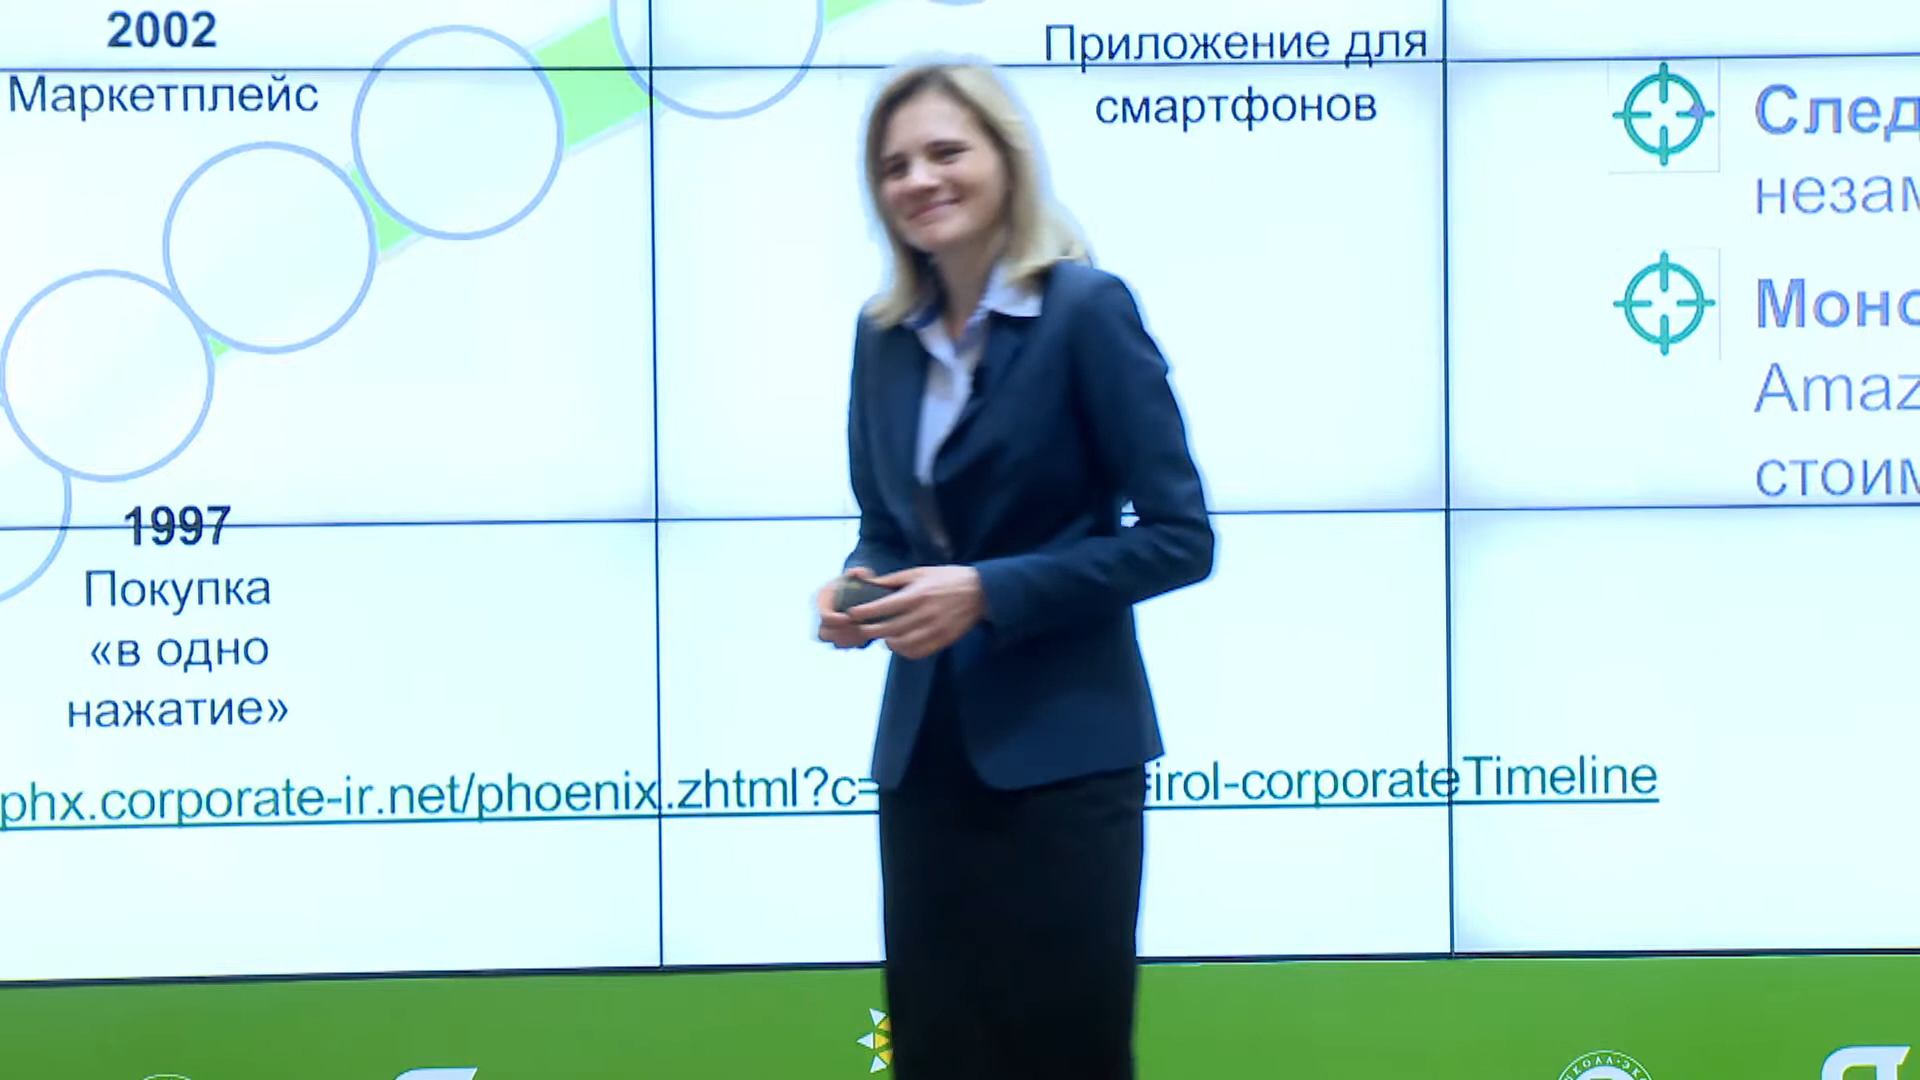 2002
Маркетплейс
Приложение для
смартфонов
1997
Покупка
«в одно
нажатие»
phx.corporate-ir.net/phoenix.zhtml?c=
irol-corporateTimeline
След
незам
Моно
Amaz
стоим